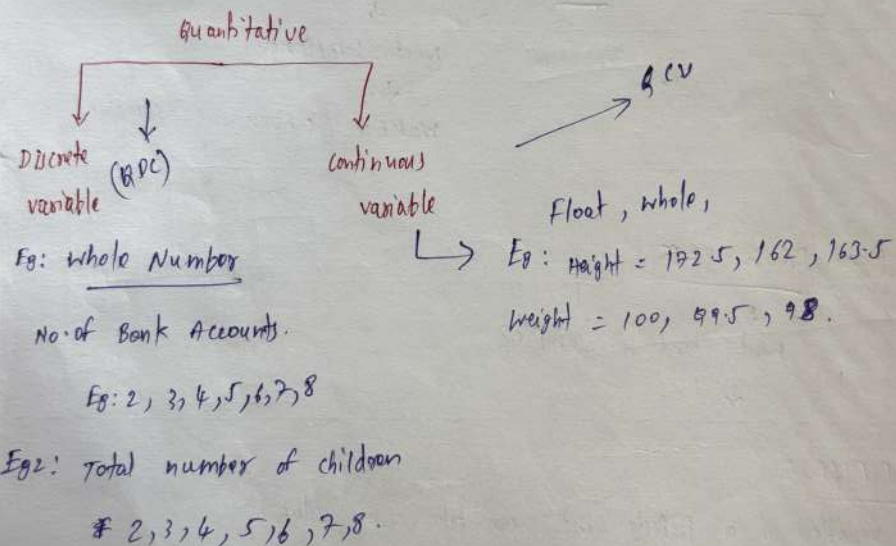 Quantitative
QCV
Discrete variable
(QDC)
continuous variable
Float, whole,
Eg: Height = 172.5, 162, 163.5
weight = 100, 99.5, 98.
Eg: whole Number
No. of Bank Accounts.
Eg: 2, 3, 4, 5, 6, 7, 8
Eg2: Total number of children
2, 3, 4, 5, 6, 7, 8.